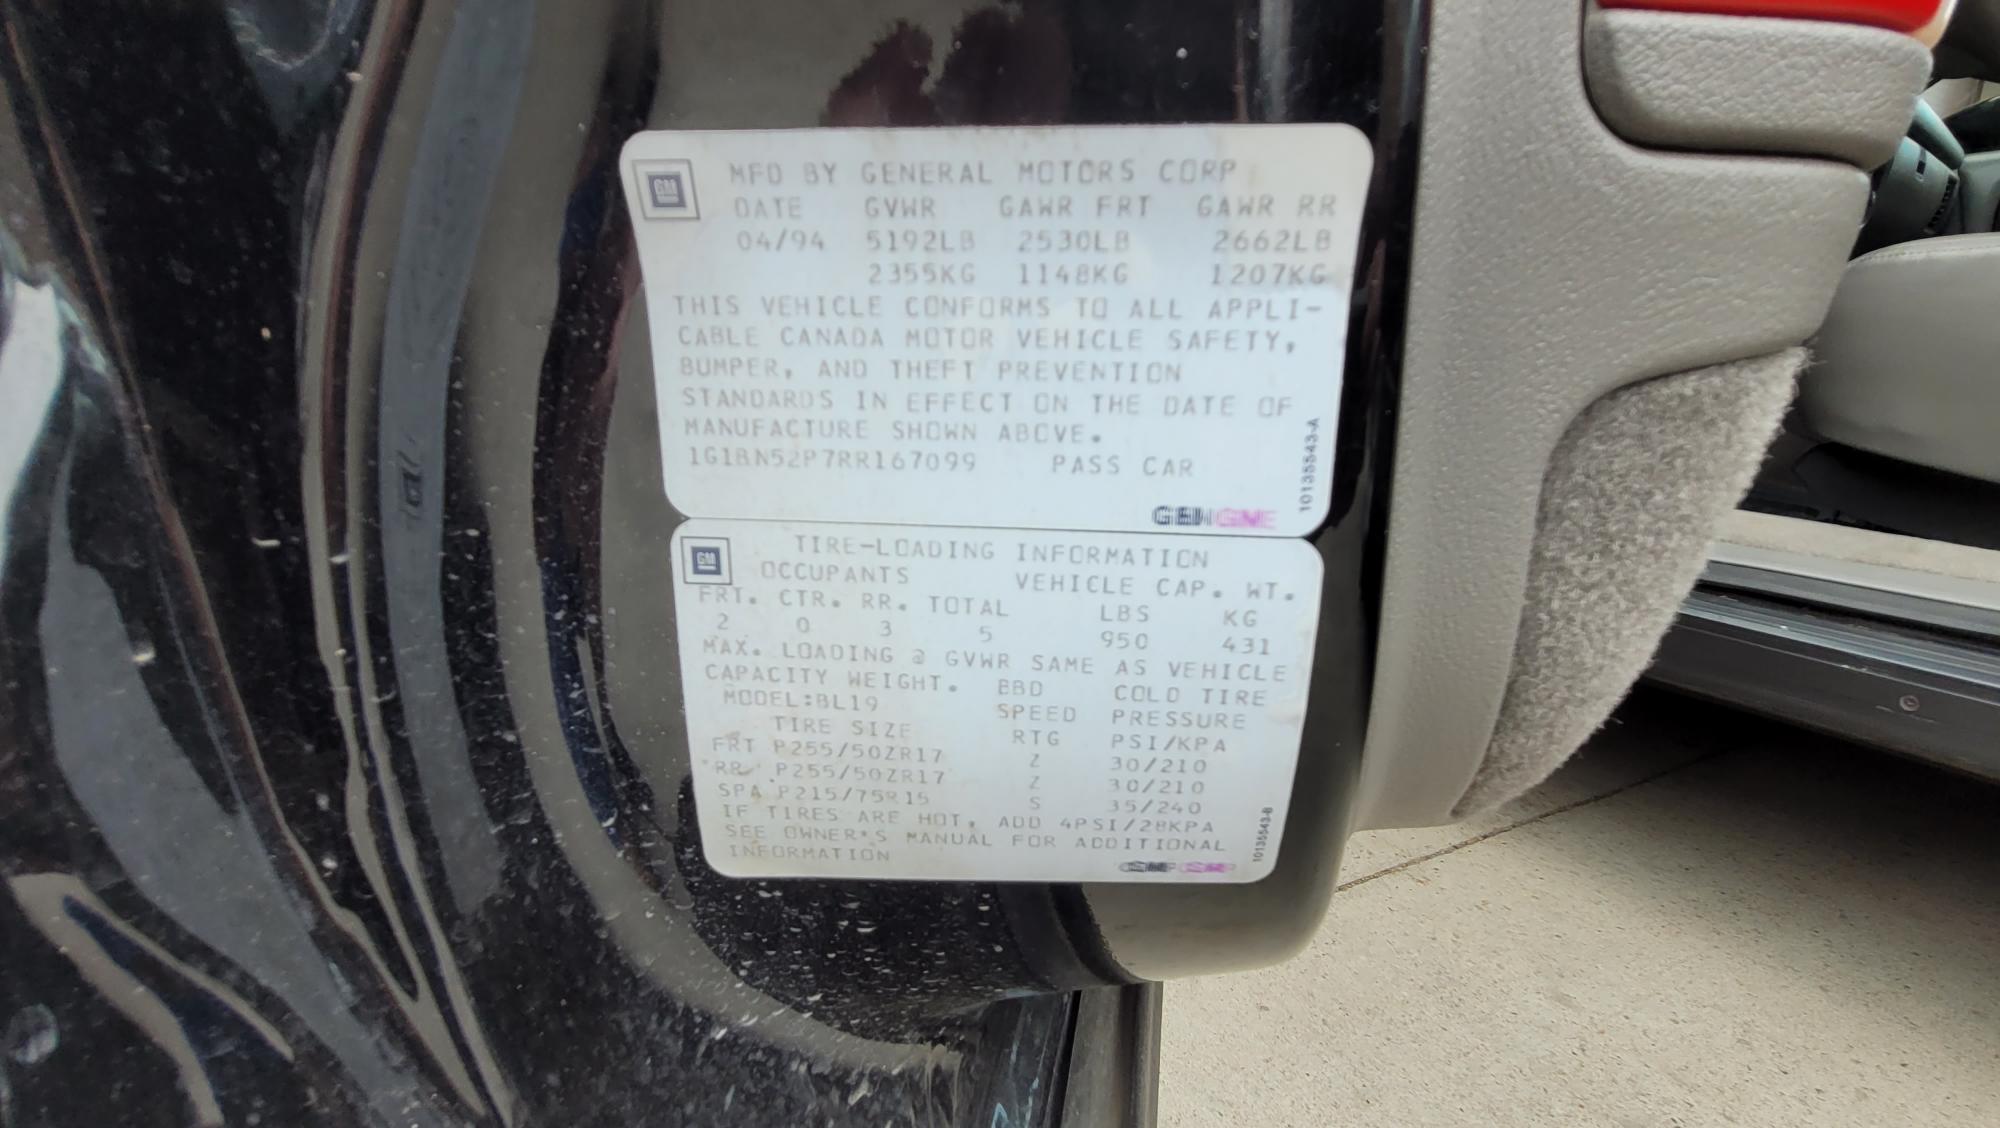 GM
MFD BY GENERAL MOTORS CORP
DATE GVWR GAWR FRT GAWR RR
04/94 5192LB 2530LB 2662LB
2355KG 1148KG 1207KG
THIS VEHICLE CONFORMS TO ALL APPLI-
CABLE CANADA MOTOR VEHICLE SAFETY,
BUMPER, AND THEFT PREVENTION
STANDARDS IN EFFECT ON THE DATE OF
MANUFACTURE SHOWN ABOVE.
1G1BN52P7RR167099 PASS CAR
10135543-A
GM
TIRE-LOADING INFORMATION
OCCUPANTS VEHICLE CAP. WT.
FRT. CTR. RR. TOTAL LBS KG
2 0 3 5 950 431
MAX. LOADING @ GVWR SAME AS VEHICLE
CAPACITY WEIGHT. BBD COLD TIRE
MODEL:BL19 SPEED PRESSURE
TIRE SIZE RTG PSI/KPA
FRT P255/50ZR17 Z 30/210
RR P255/50ZR17 Z 30/210
SPA P215/75R15 S 35/240
IF TIRES ARE HOT, ADD 4PSI/28KPA
SEE OWNER'S MANUAL FOR ADDITIONAL
INFORMATION
10135543-B